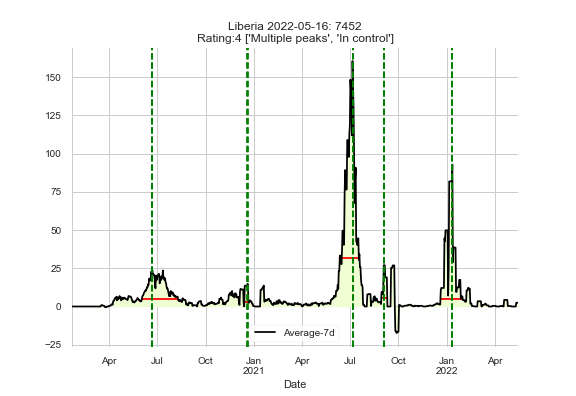 Liberia 2022-05-16: 7452
Rating:4 ['Multiple peaks', 'In control']
150
125
100
75
50
25
0
−25
Apr
Jul
Oct
Jan
2021
Apr
Jul
Oct
Jan
2022
Apr
Average-7d
Date